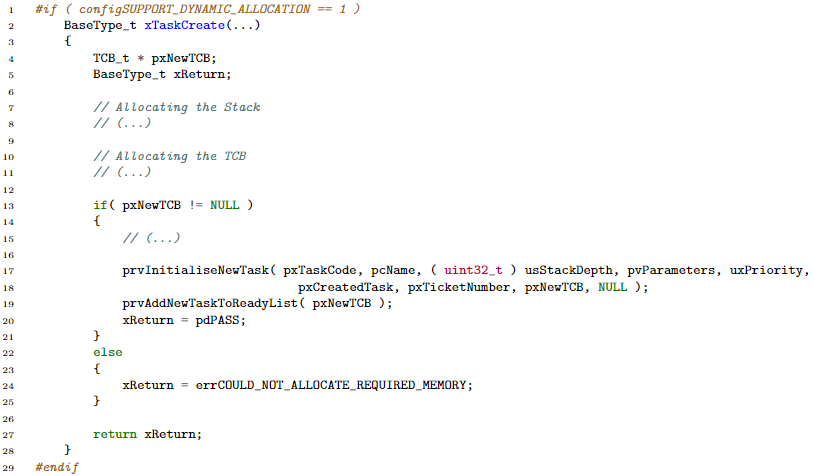 1 #if ( configSUPPORT_DYNAMIC_ALLOCATION == 1 )
2 BaseType_t xTaskCreate(...)
3 {
4 TCB_t * pxNewTCB;
5 BaseType_t xReturn;
6
7 // Allocating the Stack
8 // (...)
9
10 // Allocating the TCB
11 // (...)
12
13 if( pxNewTCB != NULL )
14 {
15 // (...)
16
17 prvInitialiseNewTask( pxTaskCode, pcName, ( uint32_t ) usStackDepth, pvParameters, uxPriority,
18 pxCreatedTask, pxTicketNumber, pxNewTCB, NULL );
19 prvAddNewTaskToReadyList( pxNewTCB );
20 xReturn = pdPASS;
21 }
22 else
23 {
24 xReturn = errCOULD_NOT_ALLOCATE_REQUIRED_MEMORY;
25 }
26
27 return xReturn;
28 }
29 #endif